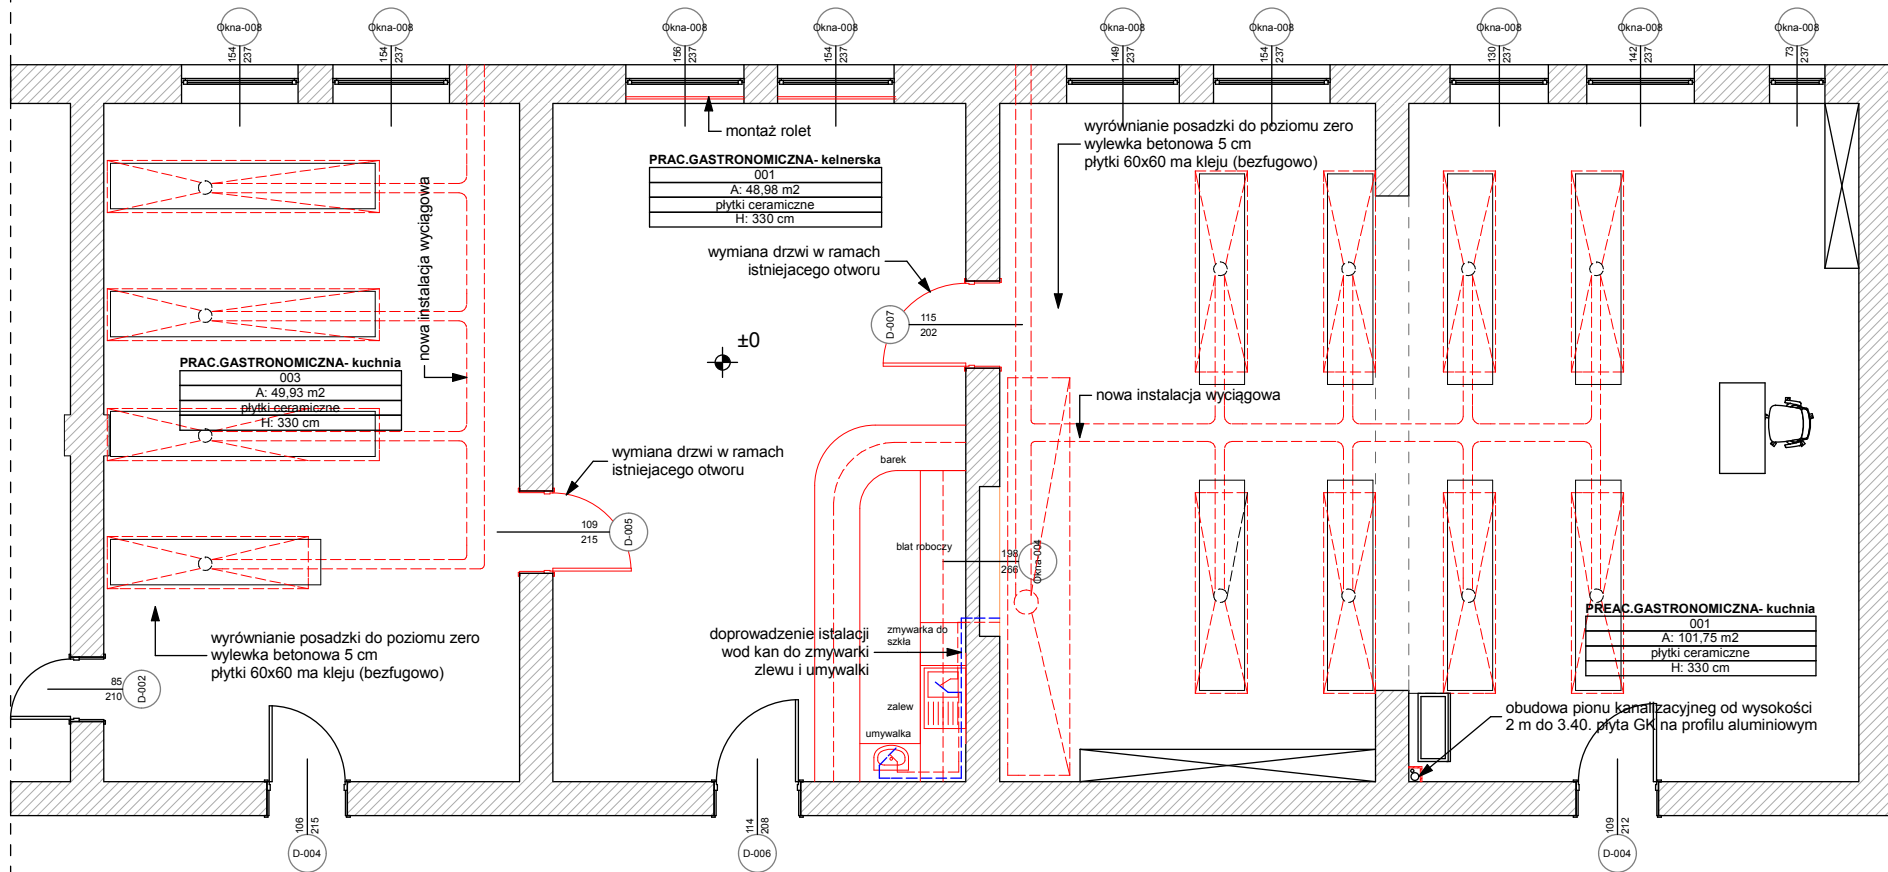 Okna-008
154
237
Okna-008
154
237
Okna-008
156
237
Okna-008
154
237
Okna-008
149
237
Okna-008
154
237
Okna-008
130
237
Okna-008
142
237
Okna-008
73
237
montaż rolet
PRAC.GASTRONOMICZNA- kelnerska
001
A: 48,98 m2
płytki ceramiczne
H: 330 cm
wyrównianie posadzki do poziomu zero
wylewka betonowa 5 cm
płytki 60x60 ma kleju (bezfugowo)
nowa instalacja wyciągowa
wymiana drzwi w ramach
istniejacego otworu
D-007
115
202
±0
PRAC.GASTRONOMICZNA- kuchnia
003
A: 49,93 m2
płytki ceramiczne
H: 330 cm
nowa instalacja wyciągowa
wymiana drzwi w ramach
istniejacego otworu
barek
109
215
D-005
blat roboczy
198
266
Okna-004
wyrównianie posadzki do poziomu zero
wylewka betonowa 5 cm
płytki 60x60 ma kleju (bezfugowo)
doprowadzenie istalacji
wod kan do zmywarki
zlewu i umywalki
zmywarka do
szkła
zalew
umywalka
PREAC.GASTRONOMICZNA- kuchnia
001
A: 101,75 m2
płytki ceramiczne
H: 330 cm
85
210
D-002
obudowa pionu kanalizacyjneg od wysokości
2 m do 3.40. płyta GK na profilu aluminiowym
106
215
D-004
114
208
D-006
109
212
D-004